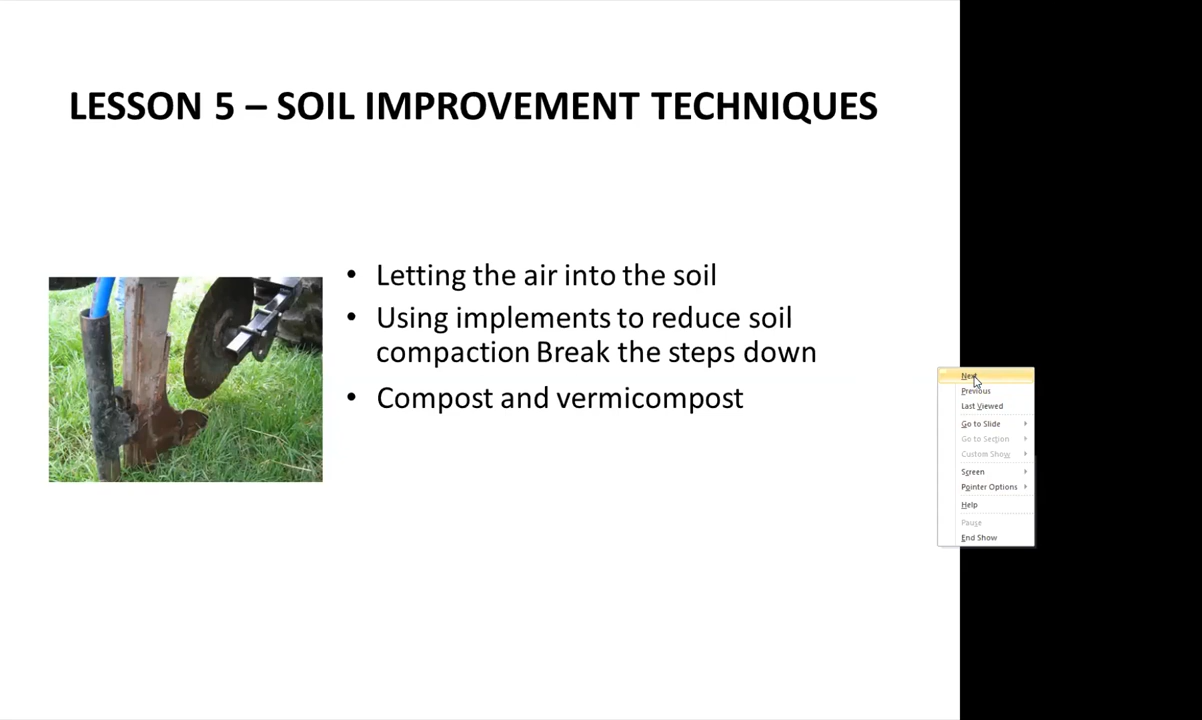 LESSON 5 – SOIL IMPROVEMENT TECHNIQUES
• Letting the air into the soil
• Using implements to reduce soil
compaction Break the steps down
• Compost and vermicompost
Next
Previous
Last Viewed
Go to Slide
Go to Section
Custom Show
Screen
Pointer Options
Help
Pause
End Show